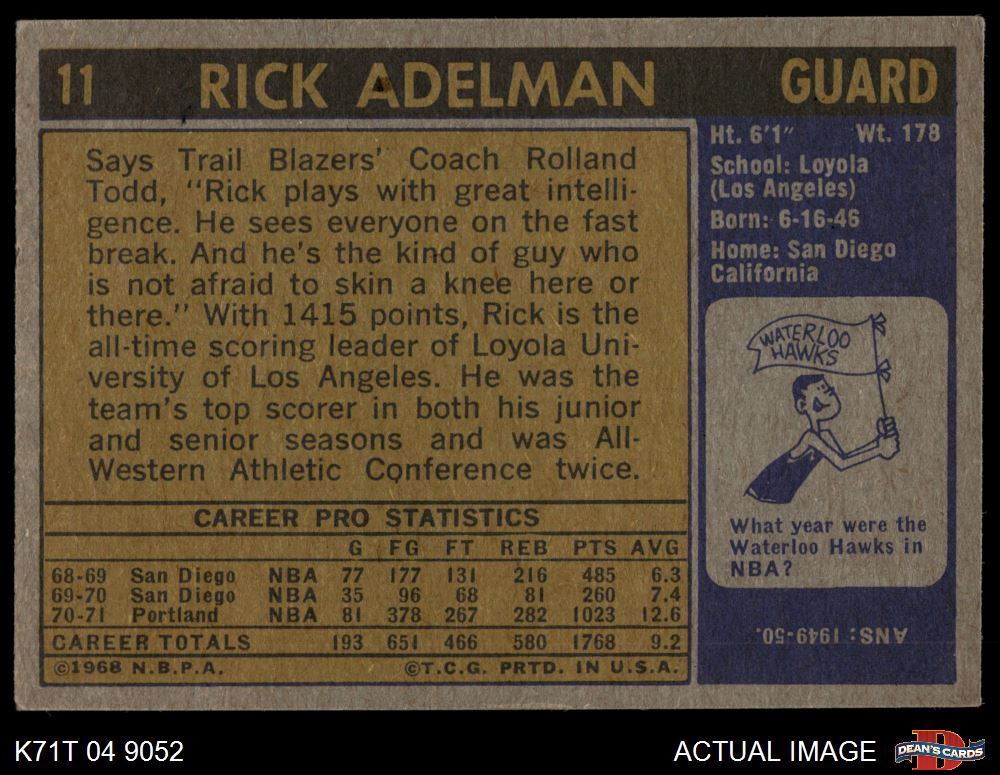 11 RICK ADELMAN GUARD
Says Trail Blazers' Coach Rolland
Todd, "Rick plays with great intelli-
gence. He sees everyone on the fast
break. And he's the kind of guy who
is not afraid to skin a knee here or
there." With 1415 points, Rick is the
all-time scoring leader of Loyola Uni-
versity of Los Angeles. He was the
team's top scorer in both his junior
and senior seasons and was All-
Western Athletic Conference twice.
CAREER PRO STATISTICS
G FG FT REB PTS AVG
68-69 San Diego NBA 77 177 131 216 485 6.3
69-70 San Diego NBA 35 96 68 81 260 7.4
70-71 Portland NBA 81 378 267 282 1023 12.6
CAREER TOTALS 193 651 466 580 1768 9.2
©1968 N.B.P.A. ©T.C.G. PRTD. IN U.S.A.
Ht. 6'1" Wt. 178
School: Loyola
(Los Angeles)
Born: 6-16-46
Home: San Diego
California
WATERLOO
HAWKS
What year were the
Waterloo Hawks in
NBA?
ANS: 1949-50.
K71T 04 9052 ACTUAL IMAGE DEAN'S CARDS